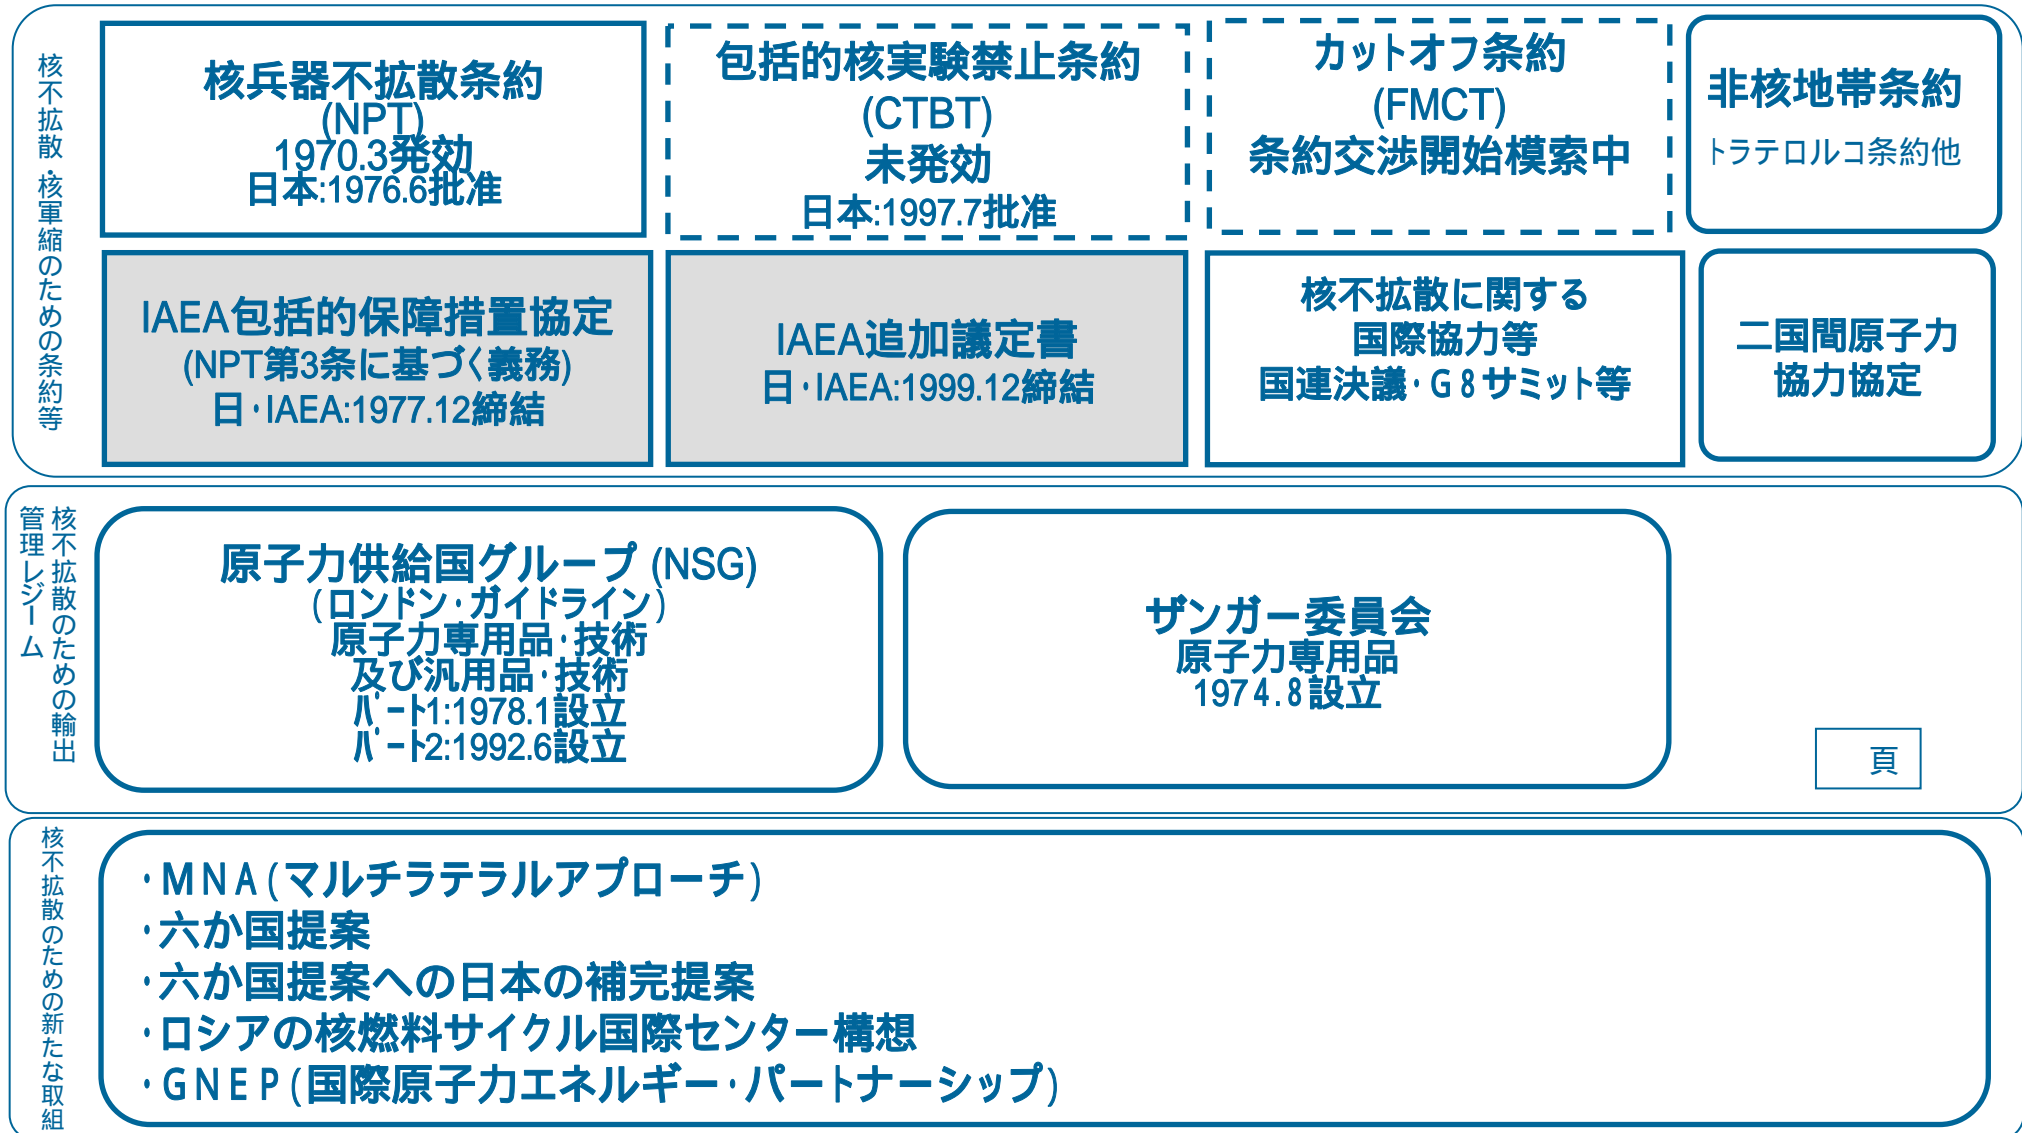 核不拡散・核軍縮のための条約等
核兵器不拡散条約
(NPT)
1970.3発効
日本:1976.6批准
包括的核実験禁止条約
(CTBT)
未発効
日本:1997.7批准
カットオフ条約
(FMCT)
条約交渉開始模索中
非核地帯条約
トラテロルコ条約他
IAEA包括的保障措置協定
(NPT第3条に基づく義務)
日・IAEA:1977.12締結
IAEA追加議定書
日・IAEA:1999.12締結
核不拡散に関する
国際協力等
国連決議・G8サミット等
二国間原子力
協力協定
核不拡散のための輸出
管理レジーム
原子力供給国グループ(NSG)
(ロンドン・ガイドライン)
原子力専用品・技術
及び汎用品・技術
パート1:1978.1設立
パート2:1992.6設立
ザンガー委員会
原子力専用品
1974.8設立
頁
核不拡散のための新たな取組
・MNA(マルチラテラルアプローチ)
・六か国提案
・六か国提案への日本の補完提案
・ロシアの核燃料サイクル国際センター構想
・GNEP(国際原子力エネルギー・パートナーシップ)